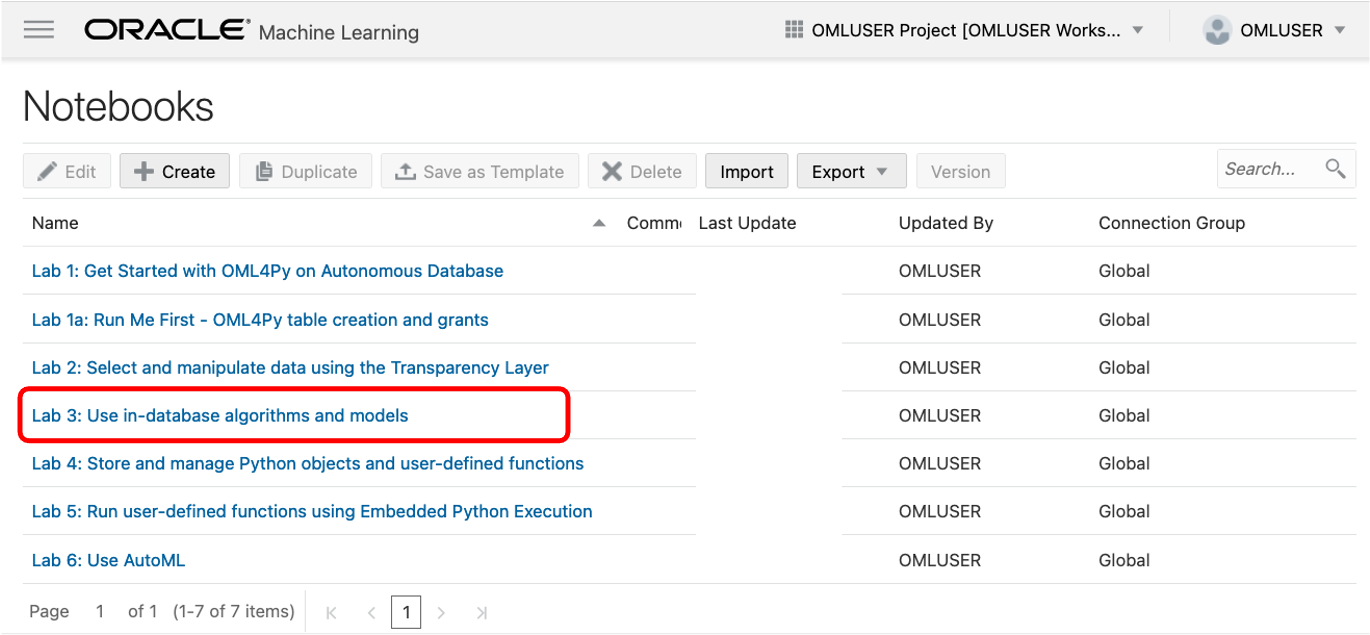 ORACLE® Machine Learning OMLUSER Project [OMLUSER Works... OMLUSER
Notebooks
Edit Create Duplicate Save as Template Delete Import Export Version Search...
Name Comme Last Update Updated By Connection Group
Lab 1: Get Started with OML4Py on Autonomous Database OMLUSER Global
Lab 1a: Run Me First - OML4Py table creation and grants OMLUSER Global
Lab 2: Select and manipulate data using the Transparency Layer OMLUSER Global
Lab 3: Use in-database algorithms and models OMLUSER Global
Lab 4: Store and manage Python objects and user-defined functions OMLUSER Global
Lab 5: Run user-defined functions using Embedded Python Execution OMLUSER Global
Lab 6: Use AutoML OMLUSER Global
Page 1 of 1 (1-7 of 7 items) 1